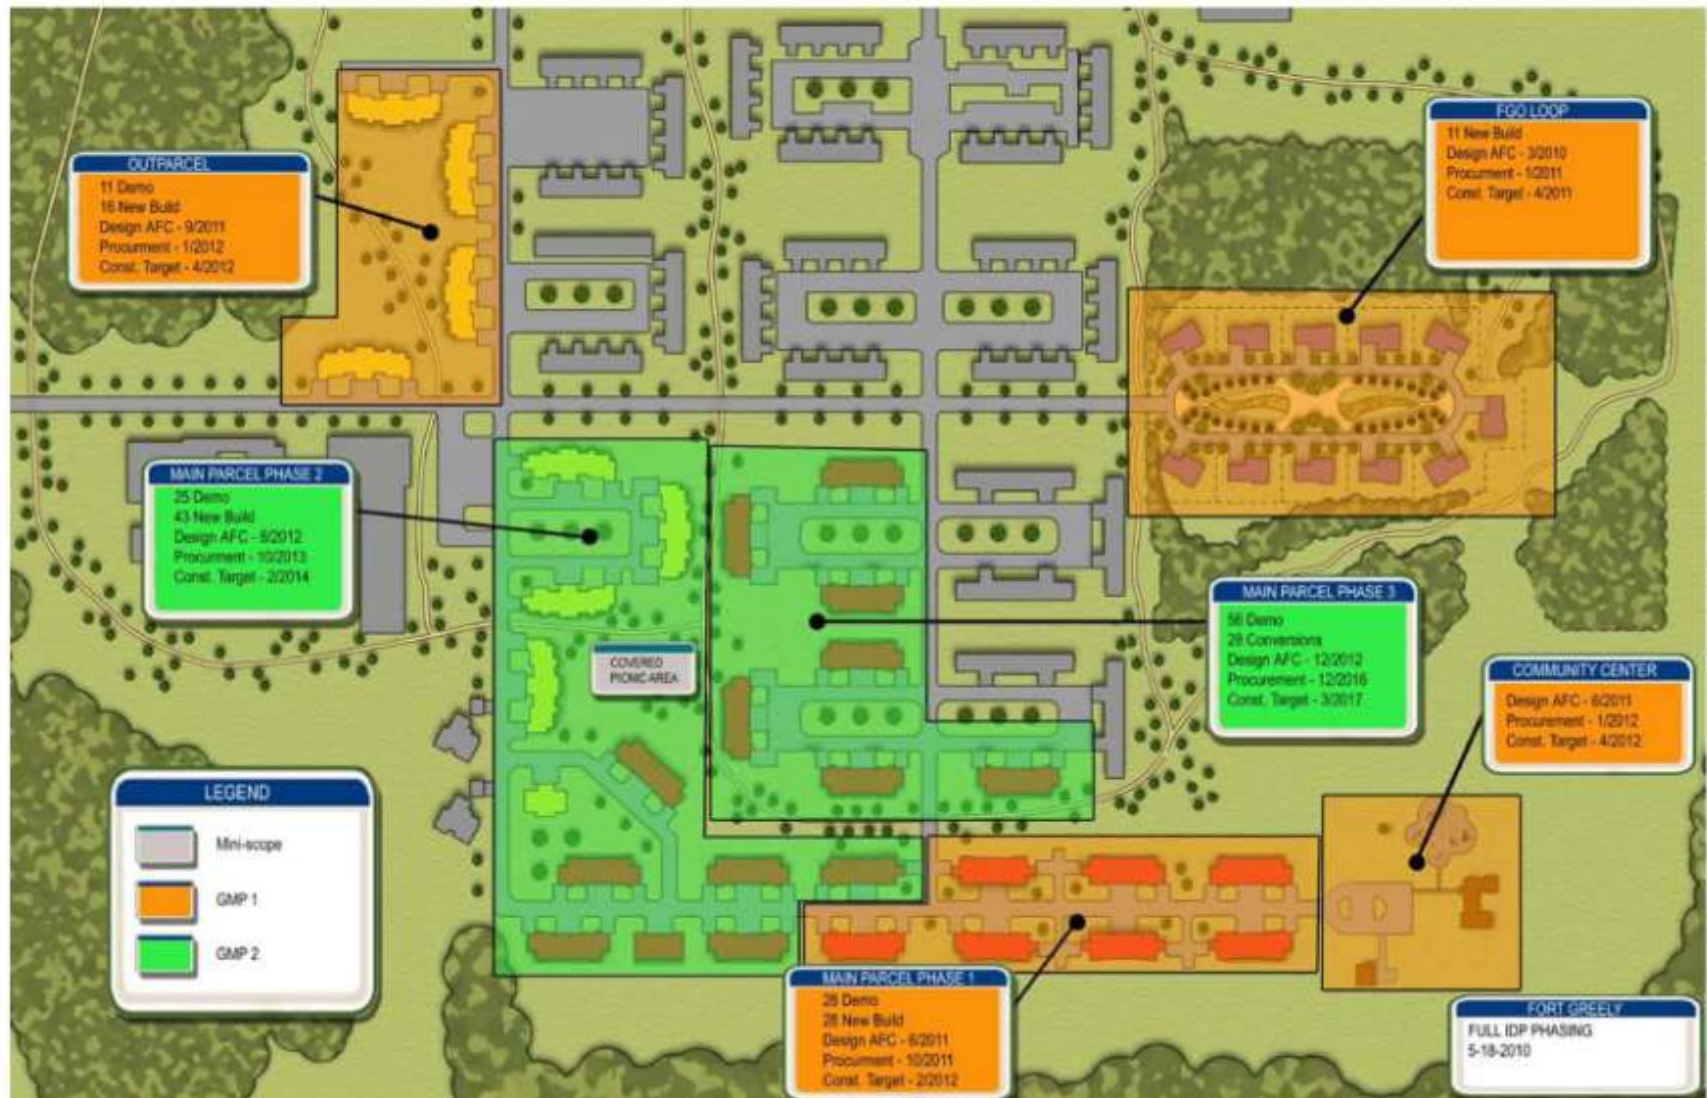 OUTPARCEL
11 Demo
16 New Build
Design AFC - 9/2011
Procurment - 1/2012
Const. Target - 4/2012
FGO LOOP
11 New Build
Design AFC - 3/2010
Procurement - 1/2011
Const. Target - 4/2011
MAIN PARCEL PHASE 2
25 Demo
43 New Build
Design AFC - 8/2012
Procurment - 10/2013
Const. Target - 2/2014
COVERED
PICNIC AREA
MAIN PARCEL PHASE 3
56 Demo
28 Conversions
Design AFC - 12/2012
Procurement - 12/2016
Const. Target - 3/2017
COMMUNITY CENTER
Design AFC - 6/2011
Procurement - 1/2012
Const. Target - 4/2012
LEGEND
Mini-scope
GMP 1
GMP 2
MAIN PARCEL PHASE 1
28 Demo
28 New Build
Design AFC - 6/2011
Procurement - 10/2011
Const. Target - 2/2012
FORT GREELY
FULL IDP PHASING
5-18-2010